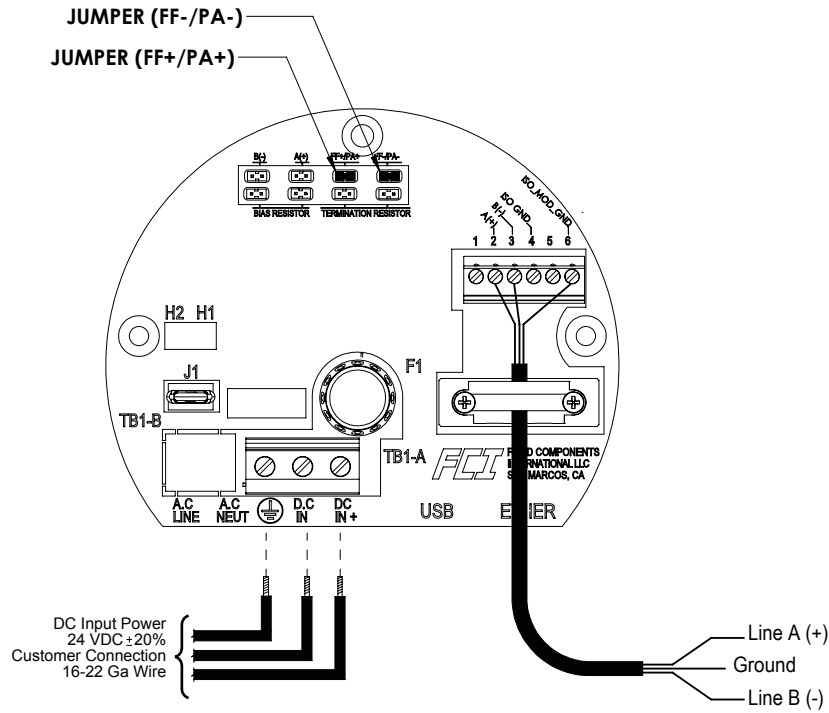 JUMPER (FF-/PA-)
JUMPER (FF+/PA+)
B(-) A(+) FF+/PA+ FF-/PA-
BIAS RESISTOR TERMINATION RESISTOR
A(+)
B(-)
ISO GND
ISO_MOD_GND
1 2 3 4 5 6
H2 H1
J1
F1
TB1-B
TB1-A
FCI
COMPONENTS
INTERNATIONAL LLC
MARCOS, CA
A.C LINE
A.C NEUT
D.C IN
DC IN +
USB
DC Input Power
24 VDC ±20%
Customer Connection
16-22 Ga Wire
Line A (+)
Ground
Line B (-)